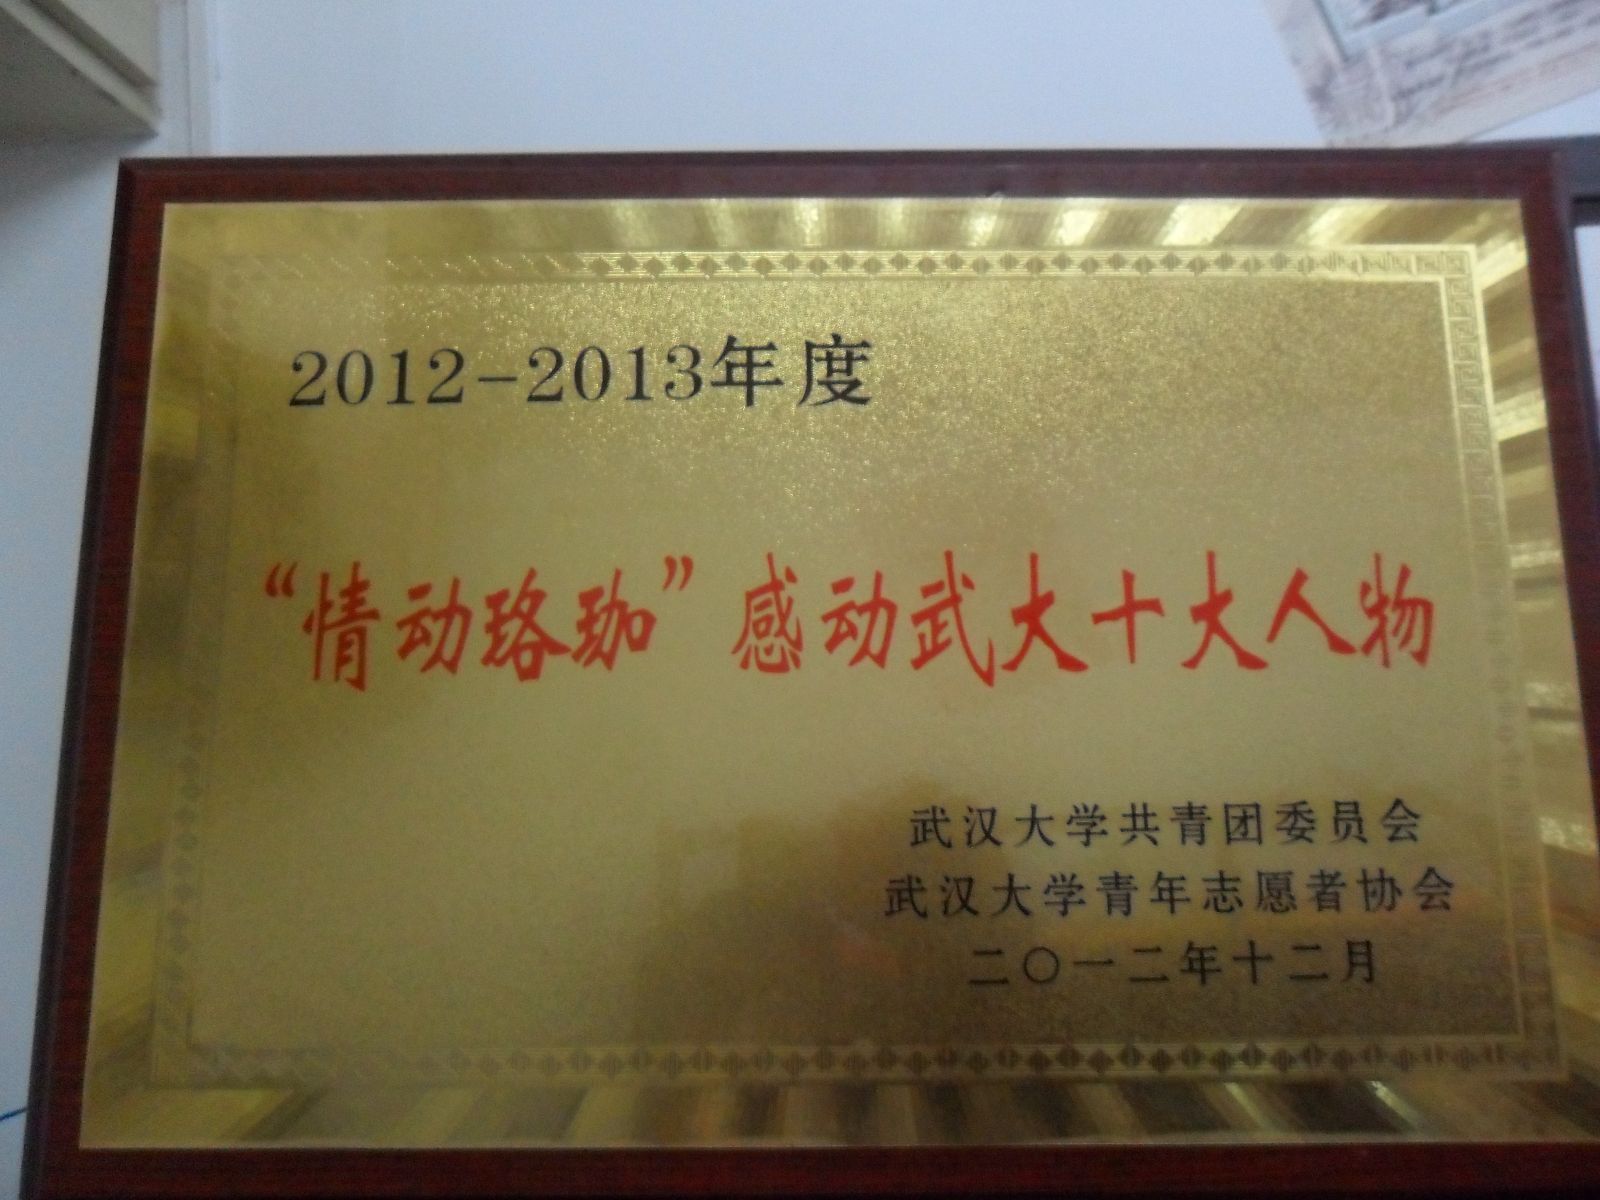 2012-2013年度
“情动珞珈”感动武大十大人物
武汉大学共青团委员会
武汉大学青年志愿者协会
二〇一二年十二月